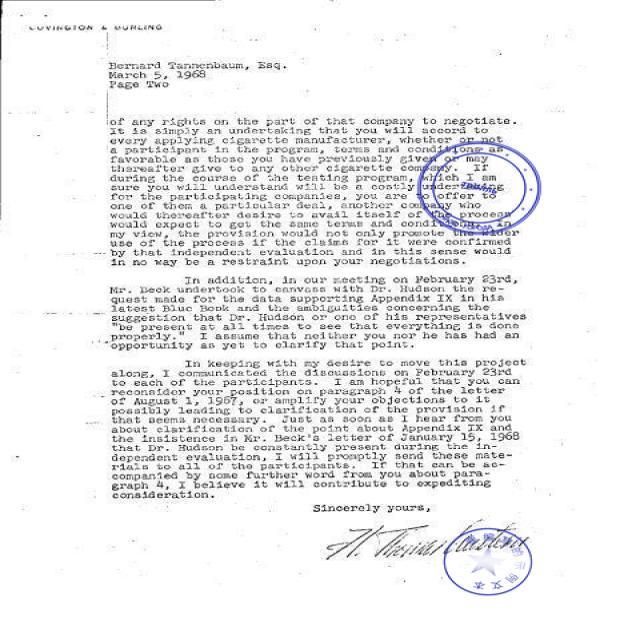 COVINGTON & BURLING
Bernard Tannenbaum, Esq.
March 5, 1968
Page Two
of any rights on the part of that company to negotiate.
It is simply an undertaking that you will accord to
every applying cigarette manufacturer, whether or not
a participant in the program, terms and conditions as
favorable as those you have previously given or may
thereafter give to any other cigarette company. If
during the course of the testing program, which I am
sure you will understand will be a costly undertaking
for the participating companies, you are to offer to
one of them a particular deal, another company who
would thereafter desire to avail itself of the process
would expect to get the same terms and conditions. In
my view, the provision would not only promote the wider
use of the process if the claims for it were confirmed
by that independent evaluation and in this sense would
in no way be a restraint upon your negotiations.
In addition, in our meeting on February 23rd,
Mr. Beck undertook to canvass with Dr. Hudson the re-
quest made for the data supporting Appendix IX in his
latest Blue Book and the ambiguities concerning the
suggestion that Dr. Hudson or one of his representatives
"be present at all times to see that everything is done
properly." I assume that neither you nor he has had an
opportunity as yet to clarify that point.
In keeping with my desire to move this project
along, I communicated the discussions on February 23rd
to each of the participants. I am hopeful that you can
reconsider your position on paragraph 4 of the letter
of August 1, 1967, or amplify your objections to it
possibly leading to clarification of the provision if
that seems necessary. Just as soon as I hear from you
about clarification of the point about Appendix IX and
the insistence in Mr. Beck's letter of January 15, 1968
that Dr. Hudson be constantly present during the in-
dependent evaluation, I will promptly send these mate-
rials to all of the participants. If that can be ac-
companied by some further word from you about para-
graph 4, I believe it will contribute to expediting
consideration.
Sincerely yours,
H. Thomas